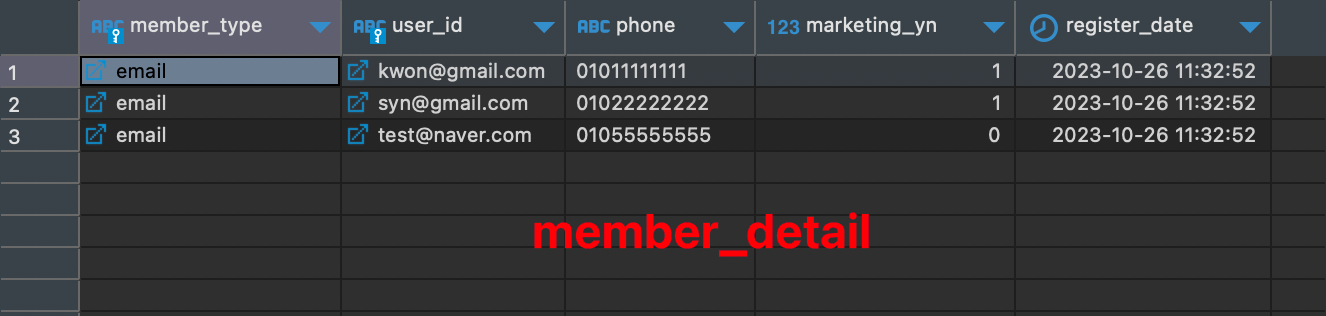 ABC member_type ABC user_id ABC phone 123 marketing_yn register_date
1 email kwon@gmail.com 01011111111 1 2023-10-26 11:32:52
2 email syn@gmail.com 01022222222 1 2023-10-26 11:32:52
3 email test@naver.com 01055555555 0 2023-10-26 11:32:52
member_detail